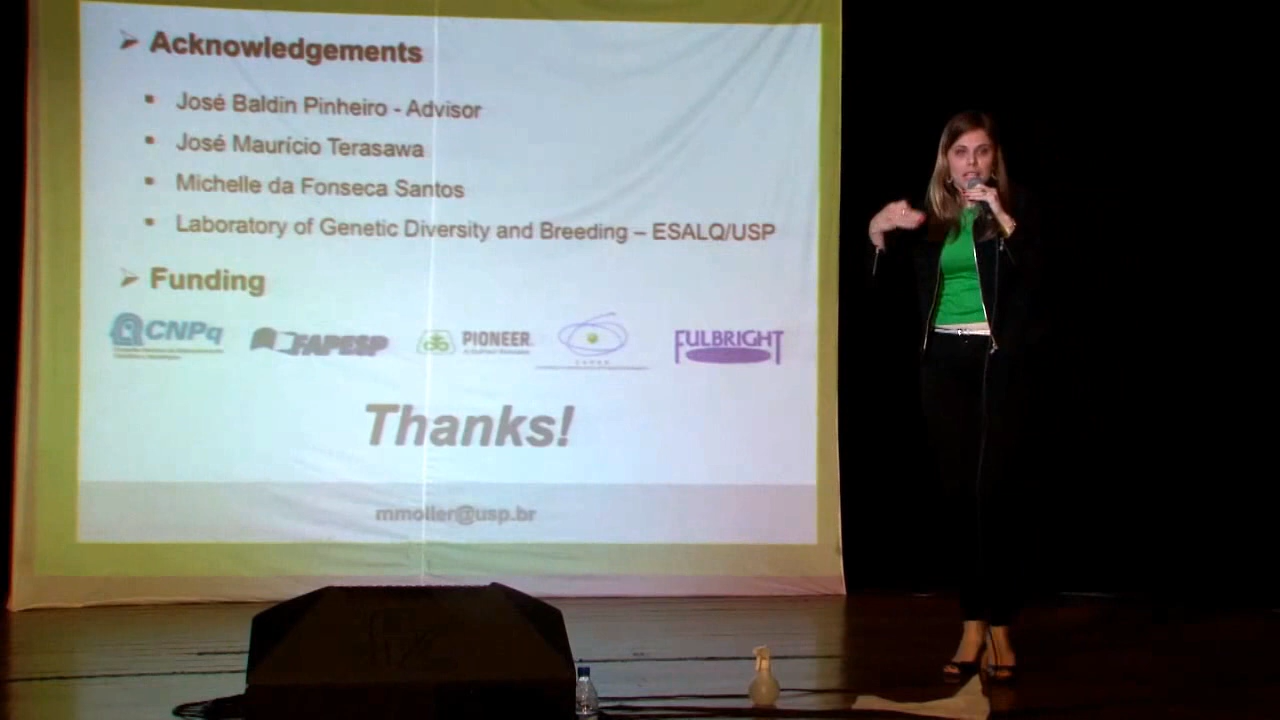 Acknowledgements
José Baldin Pinheiro - Advisor
José Maurício Terasawa
Michelle da Fonseca Santos
Laboratory of Genetic Diversity and Breeding – ESALQ/USP
Funding
CNPq
FAPESP
PIONEER
FULBRIGHT
Thanks!
mmoller@usp.br